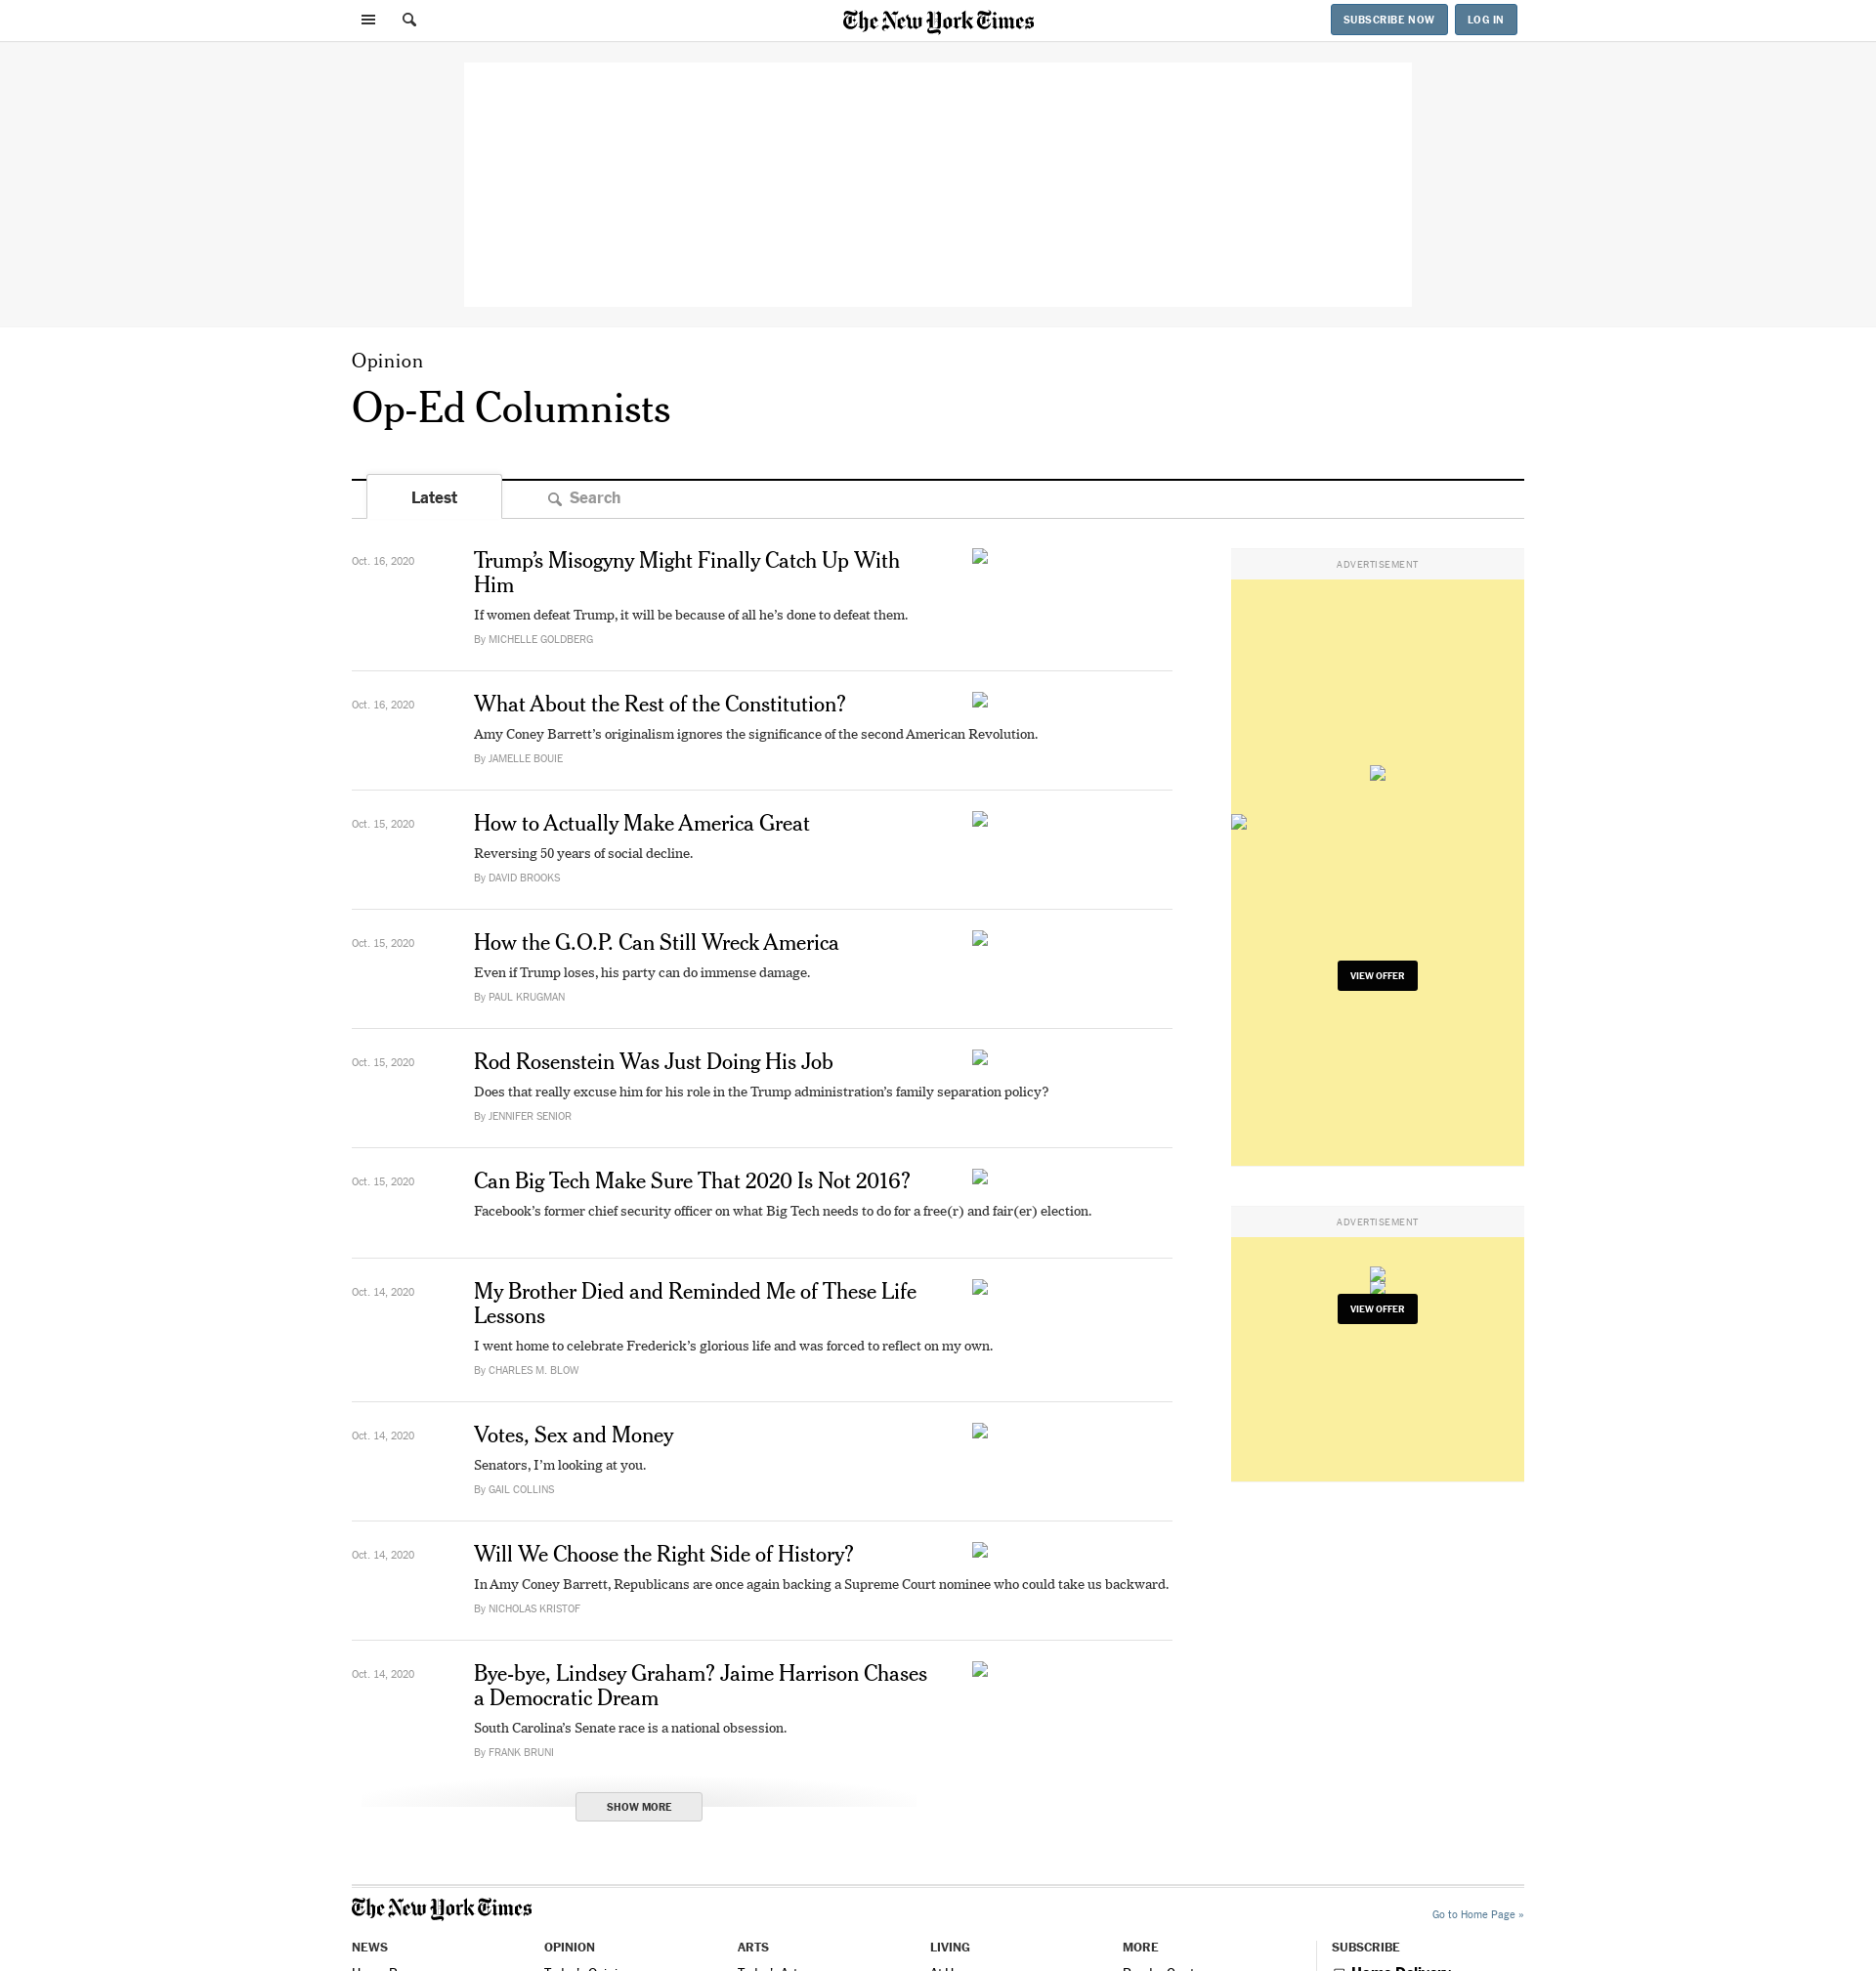 The New York Times
SUBSCRIBE NOW
LOG IN
Opinion
Op-Ed Columnists
Latest
Search
Oct. 16, 2020
Trump’s Misogyny Might Finally Catch Up With
Him
If women defeat Trump, it will be because of all he’s done to defeat them.
By MICHELLE GOLDBERG
Oct. 16, 2020
What About the Rest of the Constitution?
Amy Coney Barrett’s originalism ignores the significance of the second American Revolution.
By JAMELLE BOUIE
Oct. 15, 2020
How to Actually Make America Great
Reversing 50 years of social decline.
By DAVID BROOKS
Oct. 15, 2020
How the G.O.P. Can Still Wreck America
Even if Trump loses, his party can do immense damage.
By PAUL KRUGMAN
Oct. 15, 2020
Rod Rosenstein Was Just Doing His Job
Does that really excuse him for his role in the Trump administration’s family separation policy?
By JENNIFER SENIOR
Oct. 15, 2020
Can Big Tech Make Sure That 2020 Is Not 2016?
Facebook’s former chief security officer on what Big Tech needs to do for a free(r) and fair(er) election.
Oct. 14, 2020
My Brother Died and Reminded Me of These Life
Lessons
I went home to celebrate Frederick’s glorious life and was forced to reflect on my own.
By CHARLES M. BLOW
Oct. 14, 2020
Votes, Sex and Money
Senators, I’m looking at you.
By GAIL COLLINS
Oct. 14, 2020
Will We Choose the Right Side of History?
In Amy Coney Barrett, Republicans are once again backing a Supreme Court nominee who could take us backward.
By NICHOLAS KRISTOF
Oct. 14, 2020
Bye-bye, Lindsey Graham? Jaime Harrison Chases
a Democratic Dream
South Carolina’s Senate race is a national obsession.
By FRANK BRUNI
SHOW MORE
ADVERTISEMENT
VIEW OFFER
ADVERTISEMENT
VIEW OFFER
The New York Times
Go to Home Page »
NEWS
OPINION
ARTS
LIVING
MORE
SUBSCRIBE
Home Delivery